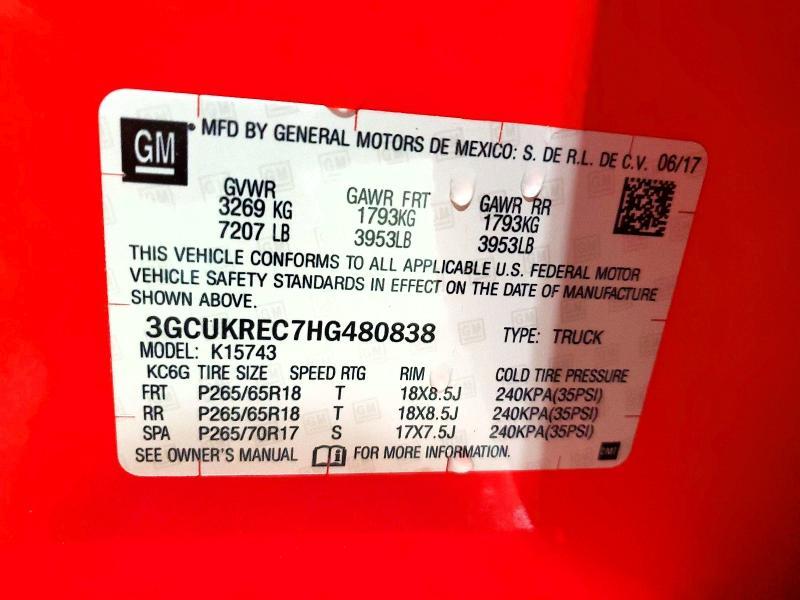 GM MFD BY GENERAL MOTORS DE MEXICO: S. DE R.L. DE C.V. 06/17
GVWR GAWR FRT GAWR RR
3269 KG 1793KG 1793KG
7207 LB 3953LB 3953LB
THIS VEHICLE CONFORMS TO ALL APPLICABLE U.S. FEDERAL MOTOR
VEHICLE SAFETY STANDARDS IN EFFECT ON THE DATE OF MANUFACTURE
SHOWN ABOVE.
3GCUKREC7HG480838 TYPE: TRUCK
MODEL: K15743
KC6G TIRE SIZE SPEED RTG RIM COLD TIRE PRESSURE
FRT P265/65R18 T 18X8.5J 240KPA(35PSI)
RR P265/65R18 T 18X8.5J 240KPA(35PSI)
SPA P265/70R17 S 17X7.5J 240KPA(35PSI)
SEE OWNER'S MANUAL FOR MORE INFORMATION. GM